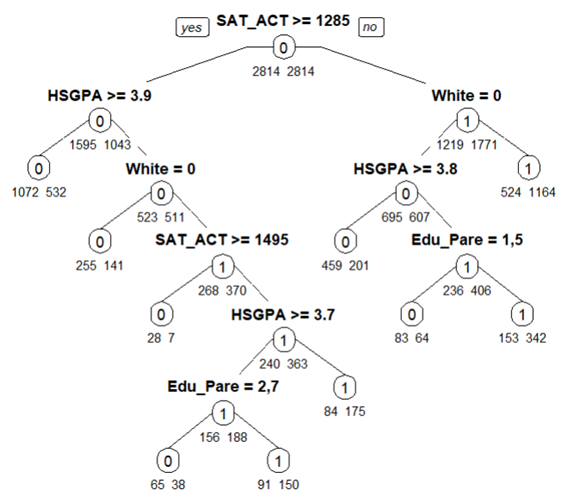 yes SAT_ACT >= 1285 no
0
2814 2814
HSGPA >= 3.9 White = 0
0 1
1595 1043 1219 1771
0 White = 0 HSGPA >= 3.8 1
1072 532 0 0 524 1164
523 511 695 607
0 SAT_ACT >= 1495 0 Edu_Pare = 1,5
255 141 1 459 201 1
268 370 236 406
0 HSGPA >= 3.7 0 1
28 7 1 83 64 153 342
240 363
Edu_Pare = 2,7 1
1 84 175
156 188
0 1
65 38 91 150